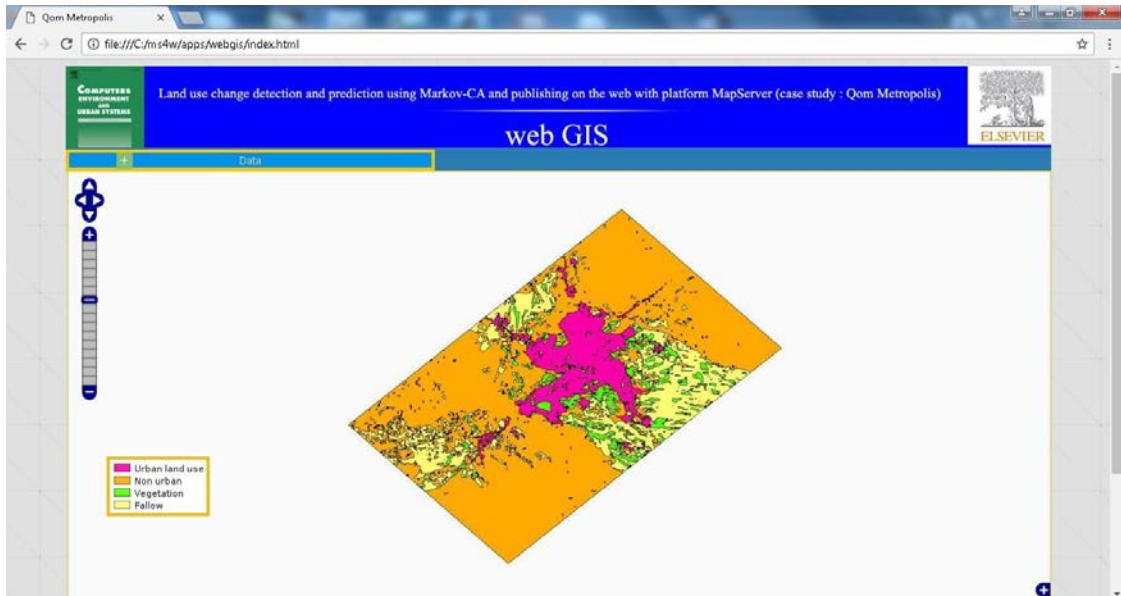 Qom Metropolis
file:///C:/ms4w/apps/webgis/index.html
COMPUTERS
ENVIRONMENT
AND
URBAN SYSTEMS
Land use change detection and prediction using Markov-CA and publishing on the web with platform MapServer (case study : Qom Metropolis)
web GIS
ELSEVIER
Data
Urban land use
Non urban
Vegetation
Fallow